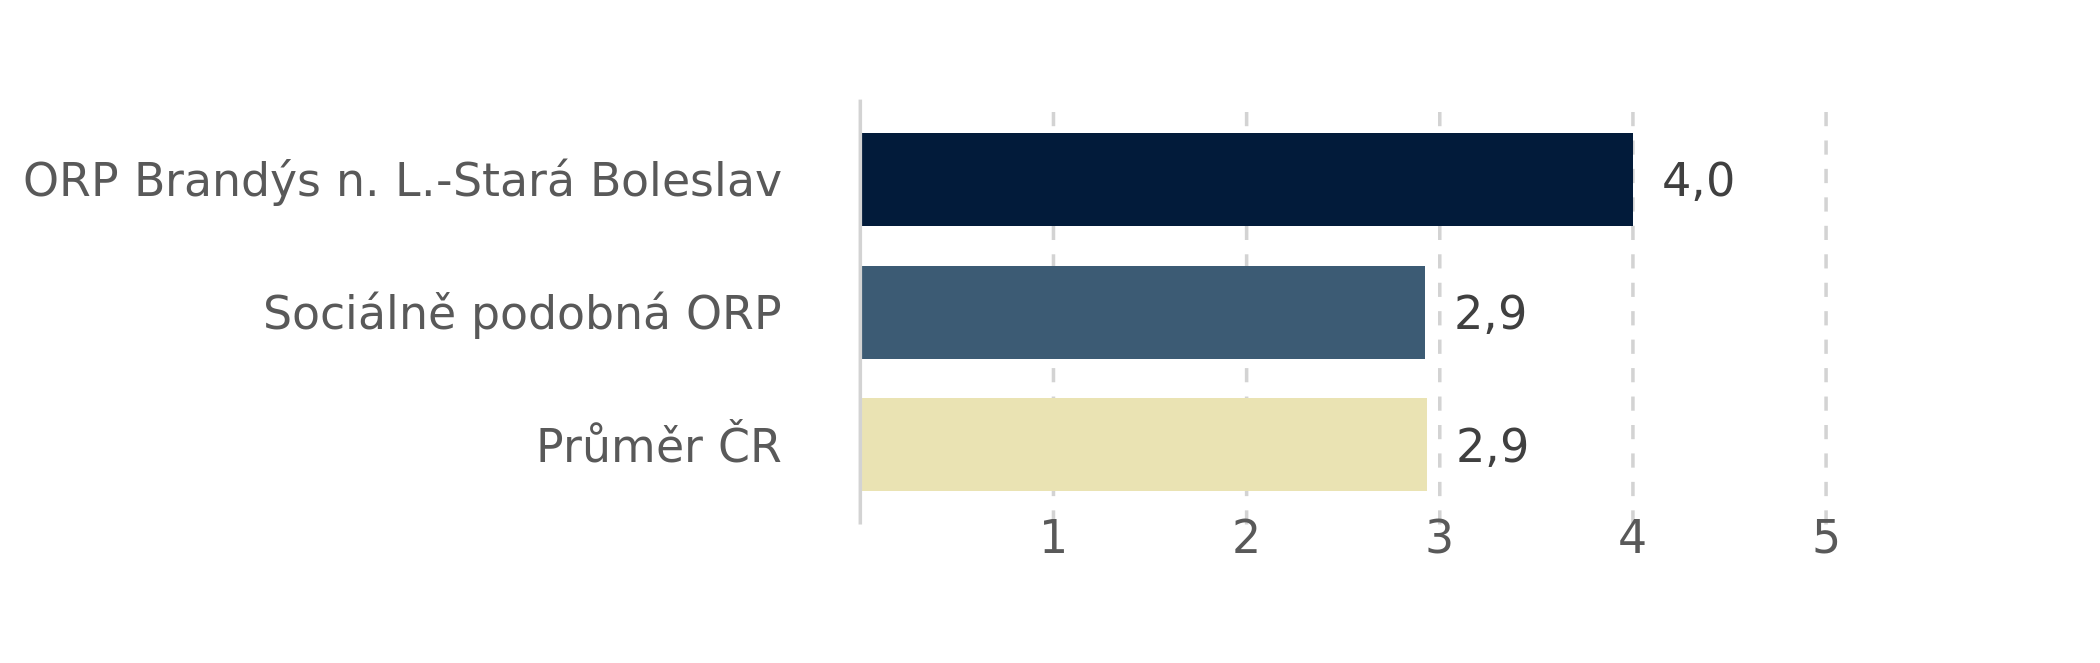 ORP Brandýs n. L.-Stará Boleslav 4,0
Sociálně podobná ORP 2,9
Průměr ČR 2,9
1 2 3 4 5